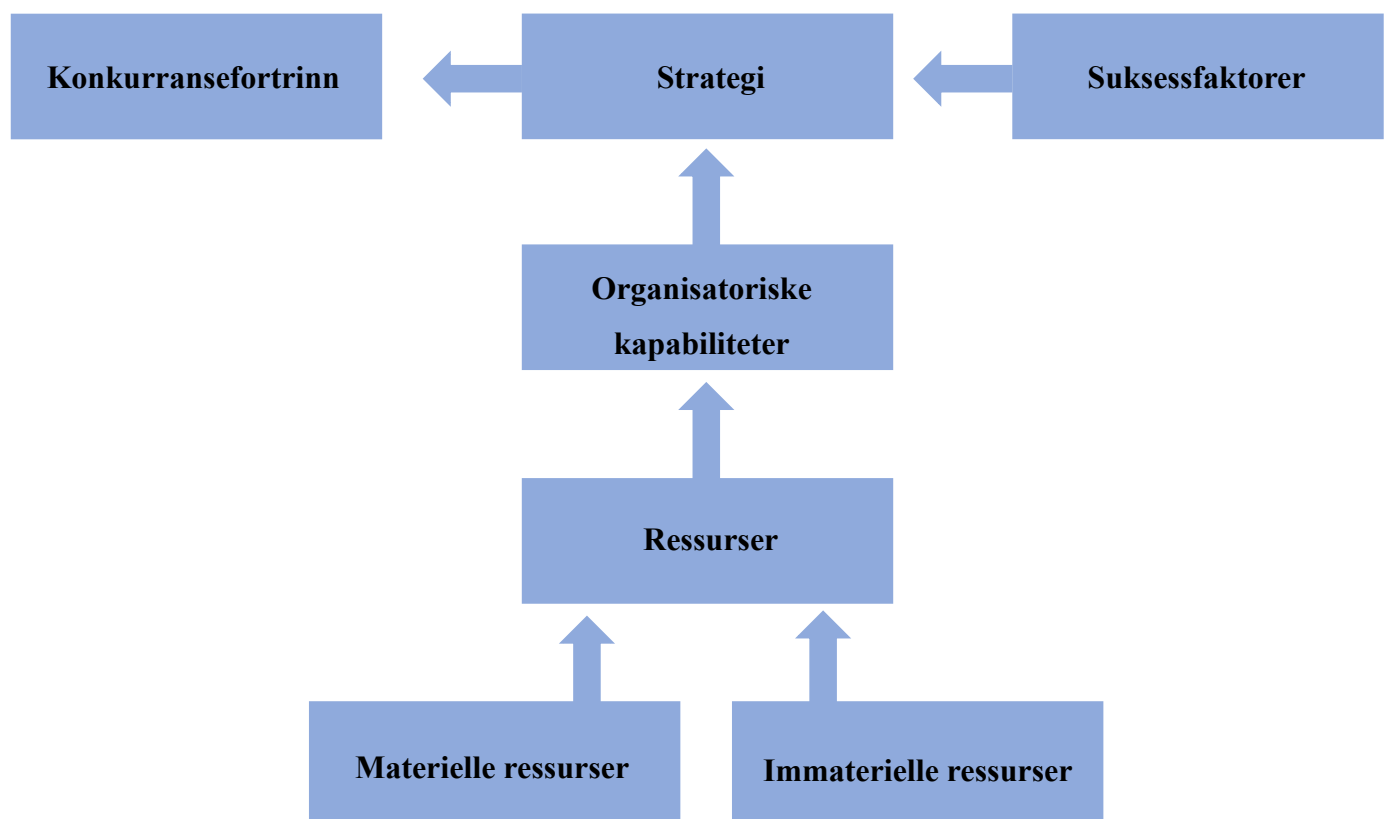 Konkurransefortrinn
Strategi
Suksessfaktorer
Organisatoriske
kapabiliteter
Ressurser
Materielle ressurser
Immaterielle ressurser